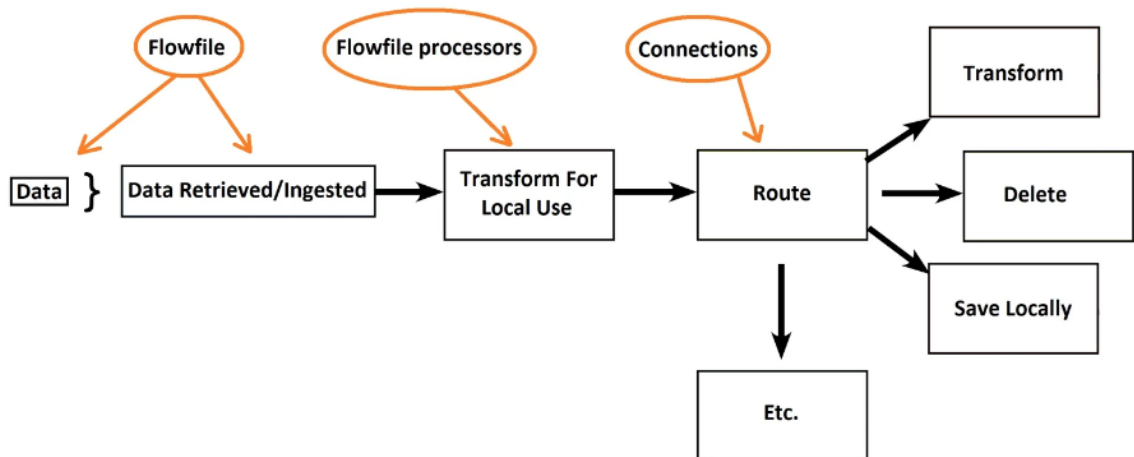 Flowfile
Flowfile processors
Connections
Transform
Data
}
Data Retrieved/Ingested
Transform For
Local Use
Route
Delete
Save Locally
Etc.